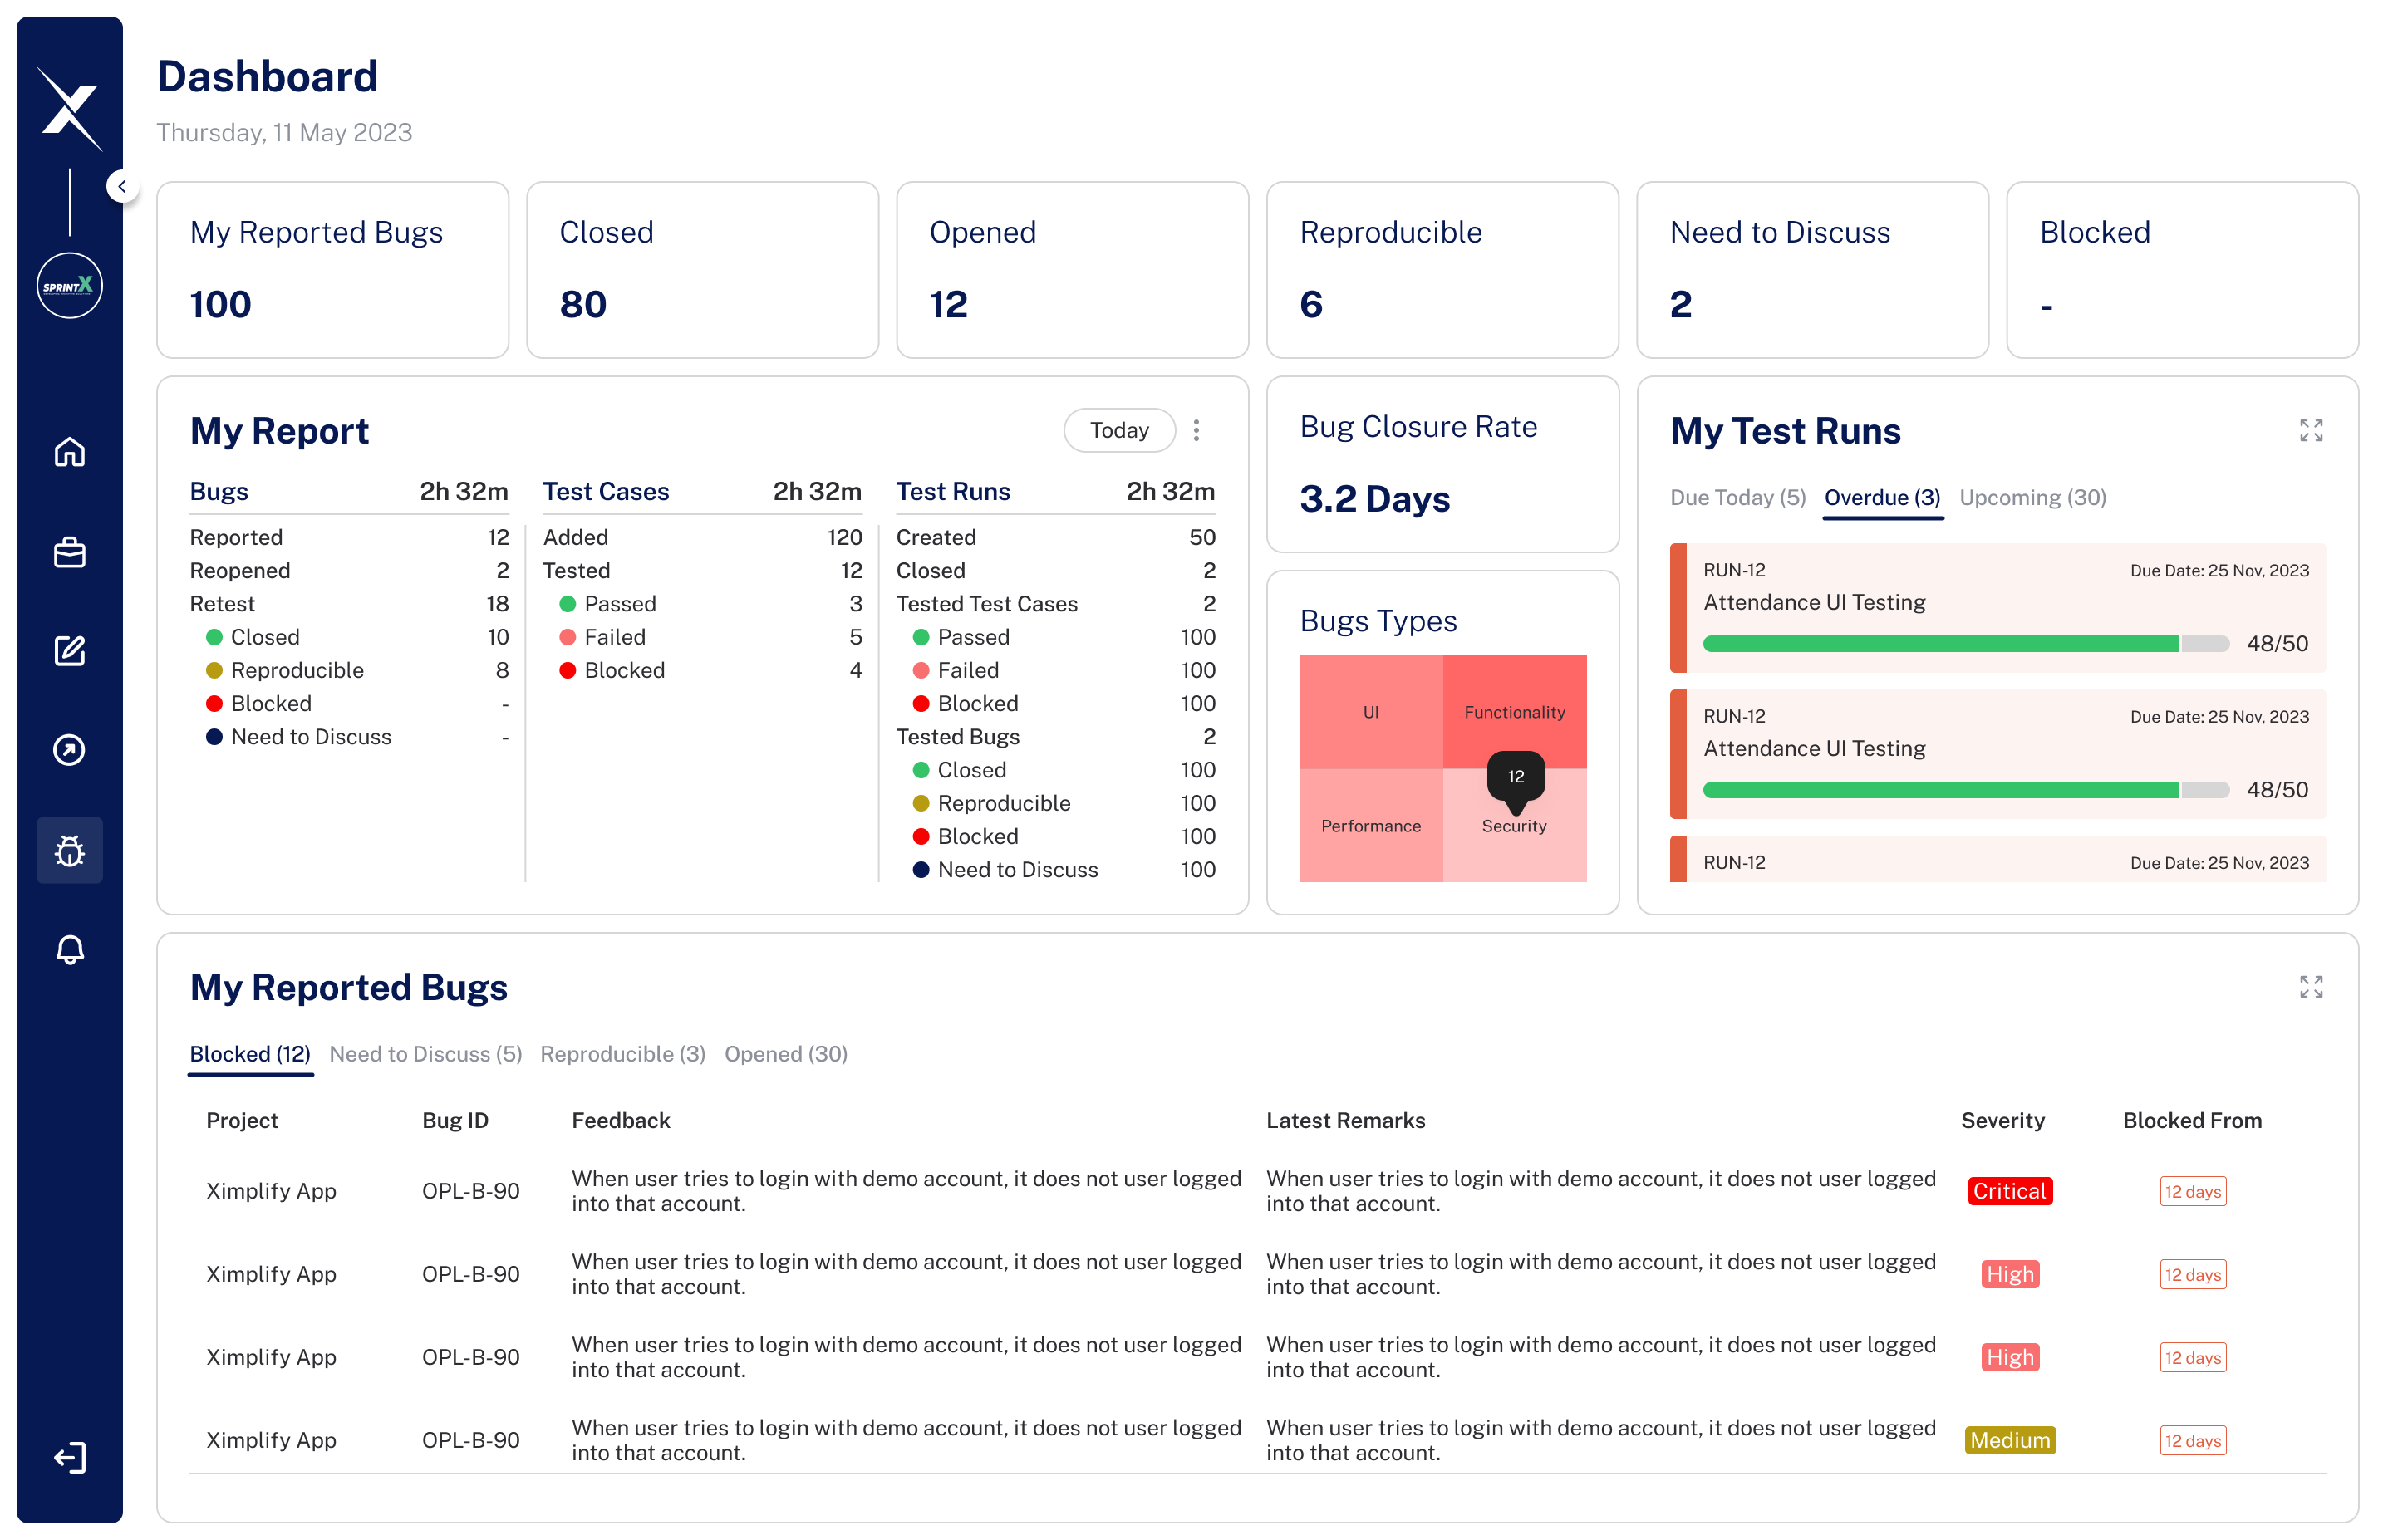 Dashboard
Thursday, 11 May 2023
SPRINTX
My Reported Bugs
100
Closed
80
Opened
12
Reproducible
6
Need to Discuss
2
Blocked
-
My Report
Today
Bugs 2h 32m
Reported 12
Reopened 2
Retest 18
Closed 10
Reproducible 8
Blocked -
Need to Discuss -
Test Cases 2h 32m
Added 120
Tested 12
Passed 3
Failed 5
Blocked 4
Test Runs 2h 32m
Created 50
Closed 2
Tested Test Cases 2
Passed 100
Failed 100
Blocked 100
Tested Bugs 2
Closed 100
Reproducible 100
Blocked 100
Need to Discuss 100
Bug Closure Rate
3.2 Days
Bugs Types
UI
Functionality
12
Performance
Security
My Test Runs
Due Today (5) Overdue (3) Upcoming (30)
RUN-12 Due Date: 25 Nov, 2023
Attendance UI Testing
48/50
RUN-12 Due Date: 25 Nov, 2023
Attendance UI Testing
48/50
RUN-12 Due Date: 25 Nov, 2023
My Reported Bugs
Blocked (12) Need to Discuss (5) Reproducible (3) Opened (30)
Project Bug ID Feedback Latest Remarks Severity Blocked From
Ximplify App OPL-B-90
When user tries to login with demo account, it does not user logged
into that account.
When user tries to login with demo account, it does not user logged
into that account.
Critical 12 days
Ximplify App OPL-B-90
When user tries to login with demo account, it does not user logged
into that account.
When user tries to login with demo account, it does not user logged
into that account.
High 12 days
Ximplify App OPL-B-90
When user tries to login with demo account, it does not user logged
into that account.
When user tries to login with demo account, it does not user logged
into that account.
High 12 days
Ximplify App OPL-B-90
When user tries to login with demo account, it does not user logged
into that account.
When user tries to login with demo account, it does not user logged
into that account.
Medium 12 days